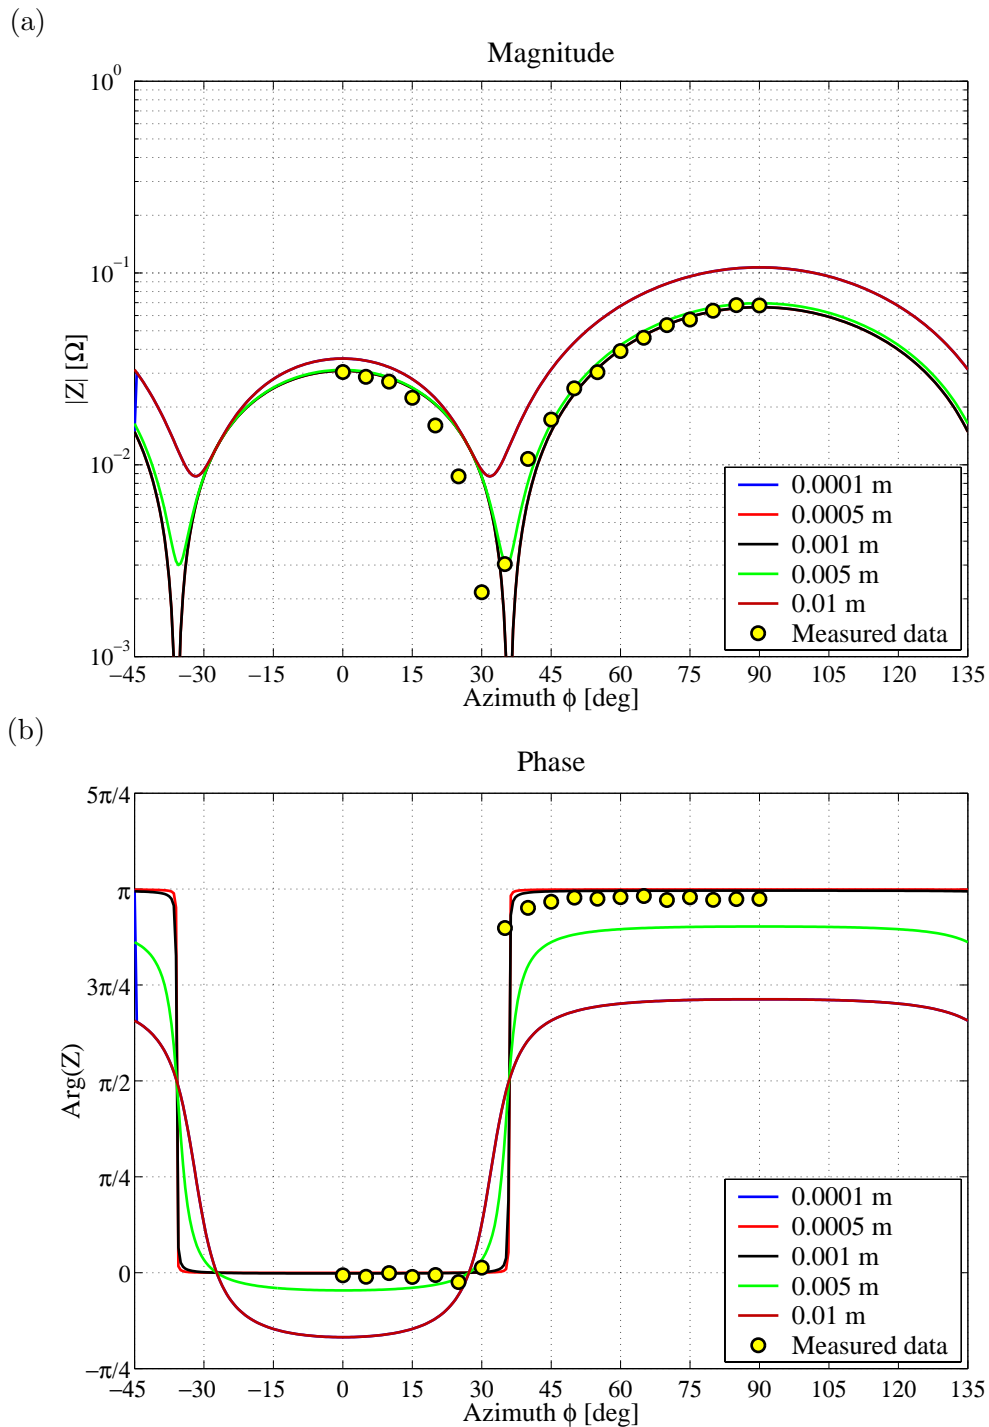 (a)
Magnitude
10⁰
10⁻¹
10⁻²
10⁻³
|Z| [Ω]
−45 −30 −15 0 15 30 45 60 75 90 105 120 135
Azimuth ϕ [deg]
0.0001 m
0.0005 m
0.001 m
0.005 m
0.01 m
Measured data
(b)
Phase
5π/4
π
3π/4
π/2
π/4
0
−π/4
Arg(Z)
−45 −30 −15 0 15 30 45 60 75 90 105 120 135
Azimuth ϕ [deg]
0.0001 m
0.0005 m
0.001 m
0.005 m
0.01 m
Measured data